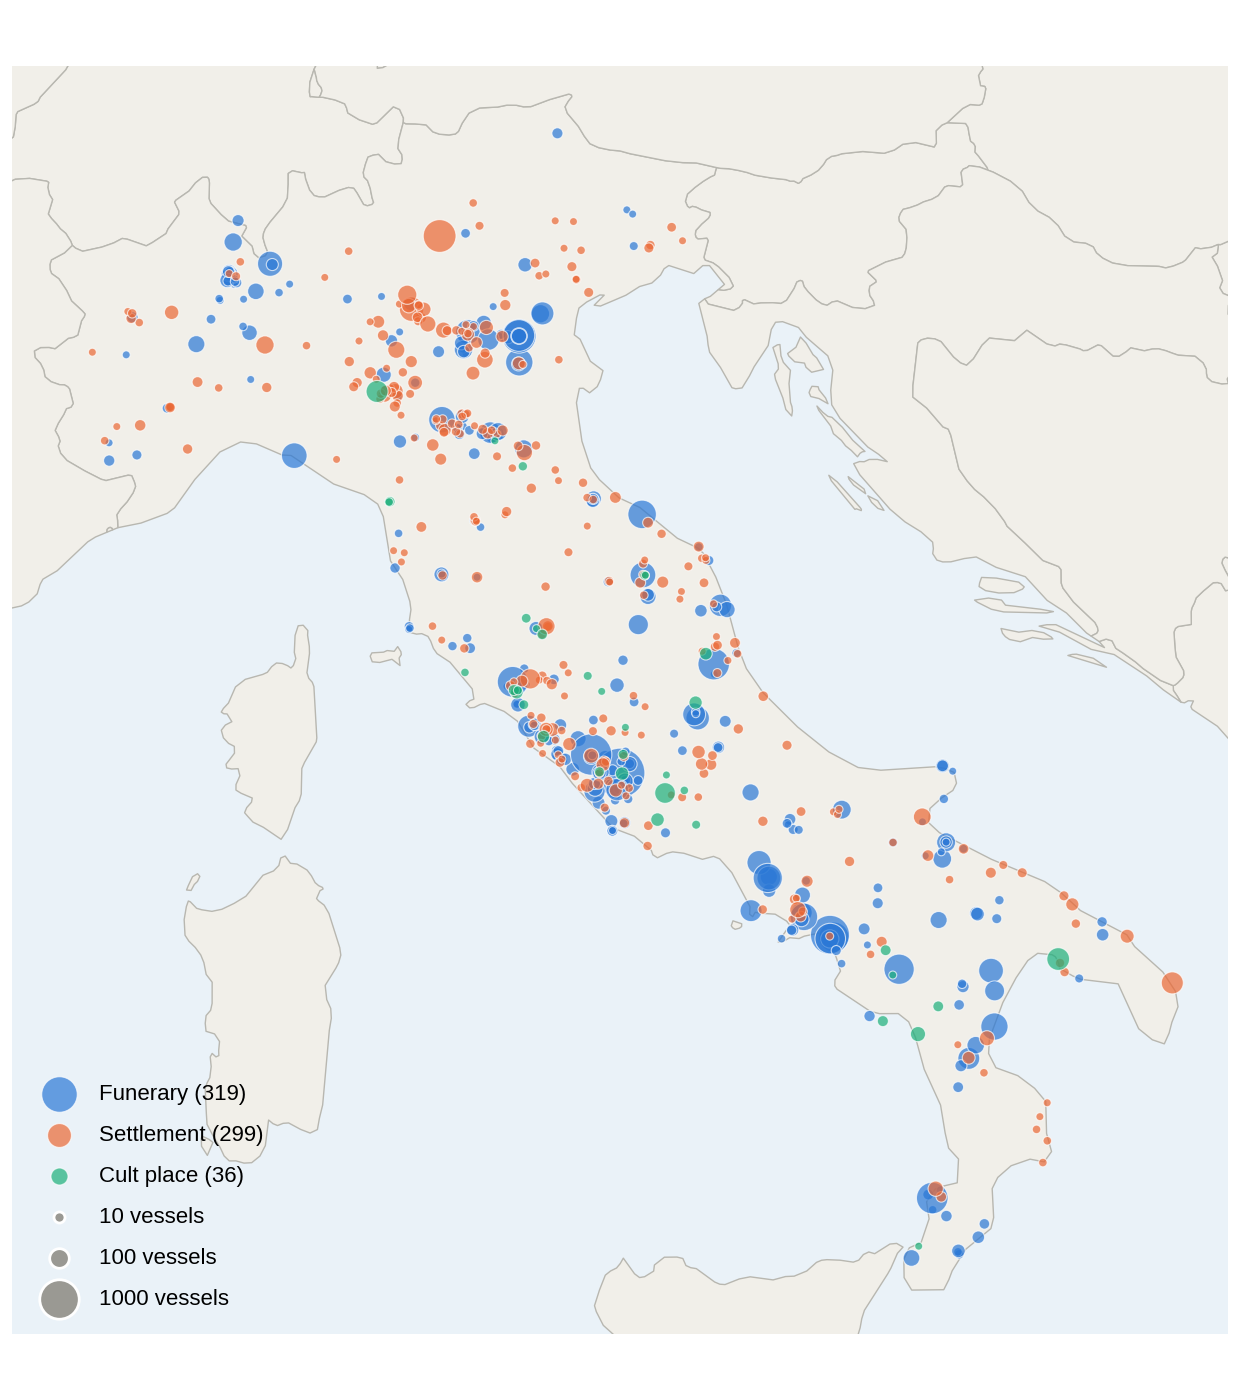 Funerary (319)
Settlement (299)
Cult place (36)
10 vessels
100 vessels
1000 vessels